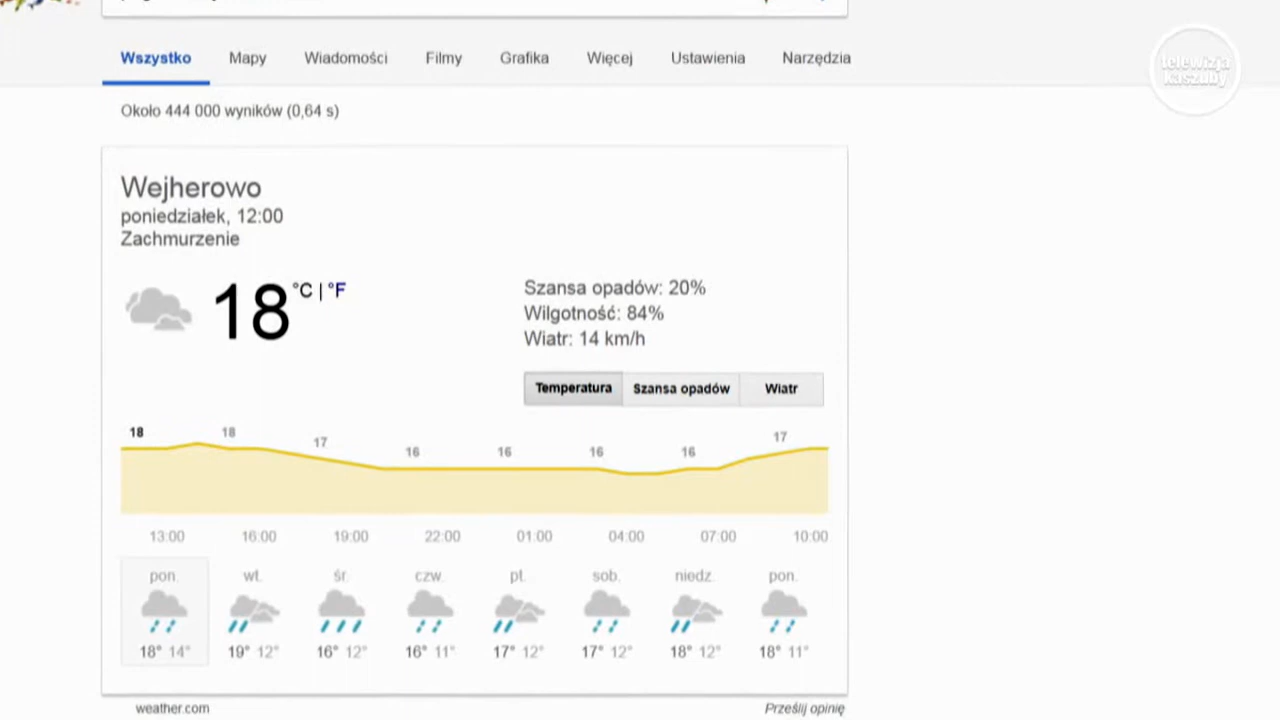 Wszystko Mapy Wiadomości Filmy Grafika Więcej Ustawienia Narzędzia
telewizja
kaszuby
Około 444 000 wyników (0,64 s)
Wejherowo
poniedziałek, 12:00
Zachmurzenie
18 °C | °F
Szansa opadów: 20%
Wilgotność: 84%
Wiatr: 14 km/h
Temperatura Szansa opadów Wiatr
18 18 17 16 16 16 16 17
13:00 16:00 19:00 22:00 01:00 04:00 07:00 10:00
pon. wt. śr. czw. pt. sob. niedz. pon.
18° 14° 19° 12° 16° 12° 16° 11° 17° 12° 17° 12° 18° 12° 18° 11°
weather.com Prześlij opinię